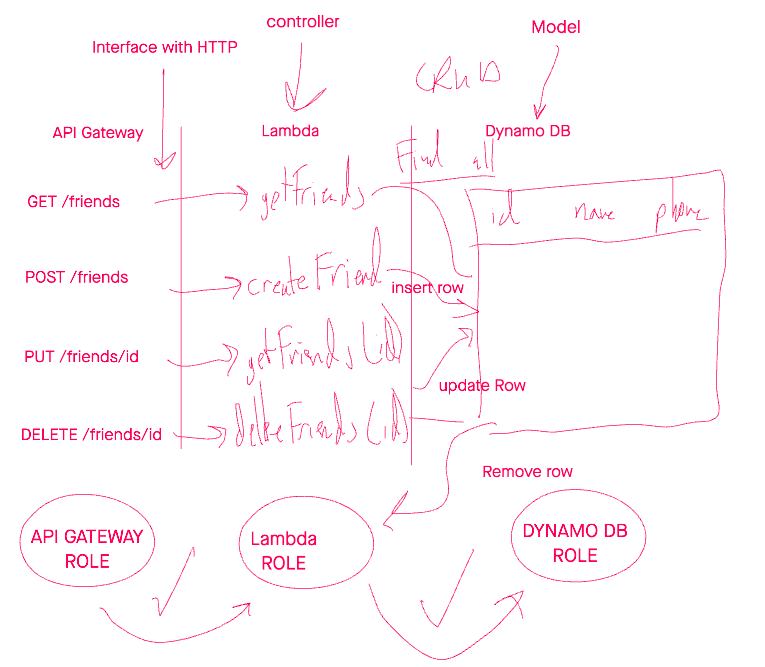 controller
Model
Interface with HTTP
CRUD
API Gateway
Lambda
Dynamo DB
Find all
GET /friends
getFriends
id name phone
POST /friends
createFriend
insert row
PUT /friends/id
getFriends (id)
update Row
DELETE /friends/id
deleteFriends (id)
Remove row
API GATEWAY
ROLE
Lambda
ROLE
DYNAMO DB
ROLE